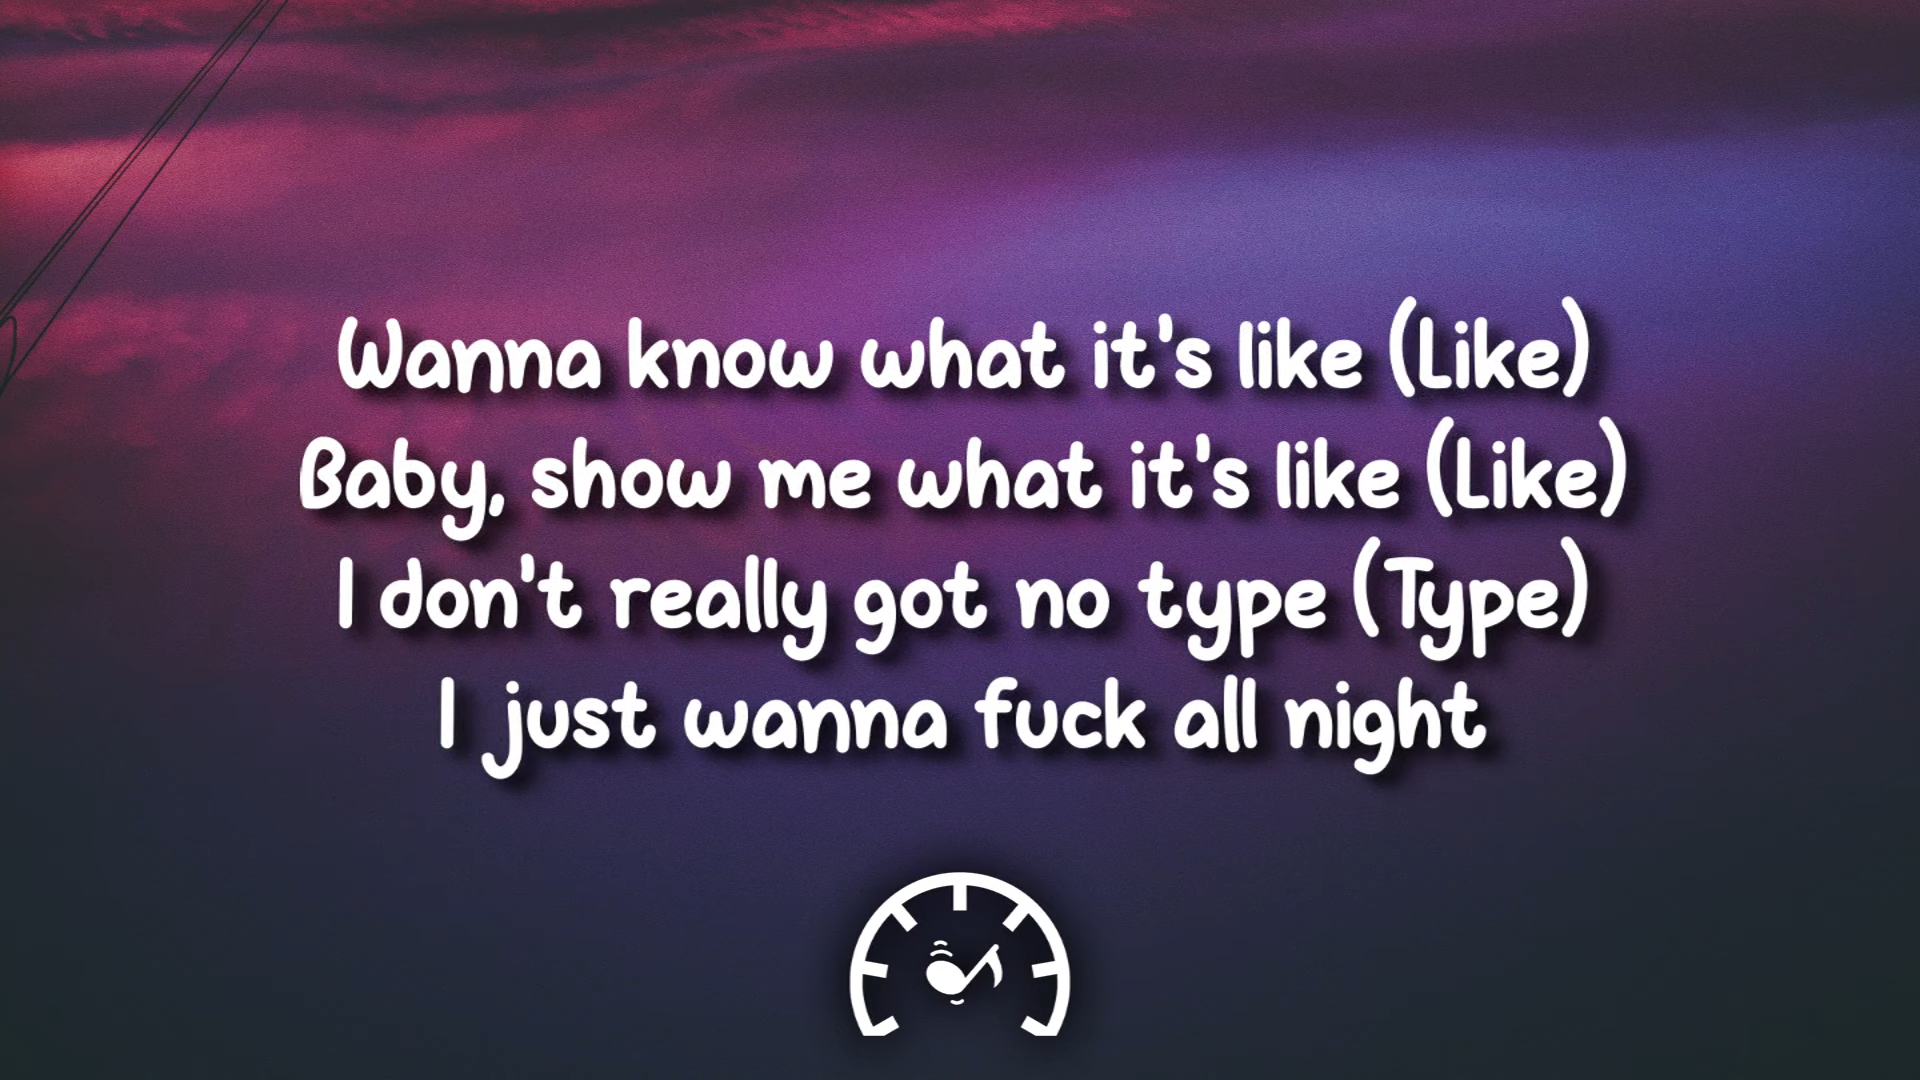 Wanna know what it's like (Like)
Baby, show me what it's like (Like)
I don't really got no type (Type)
I just wanna fuck all night